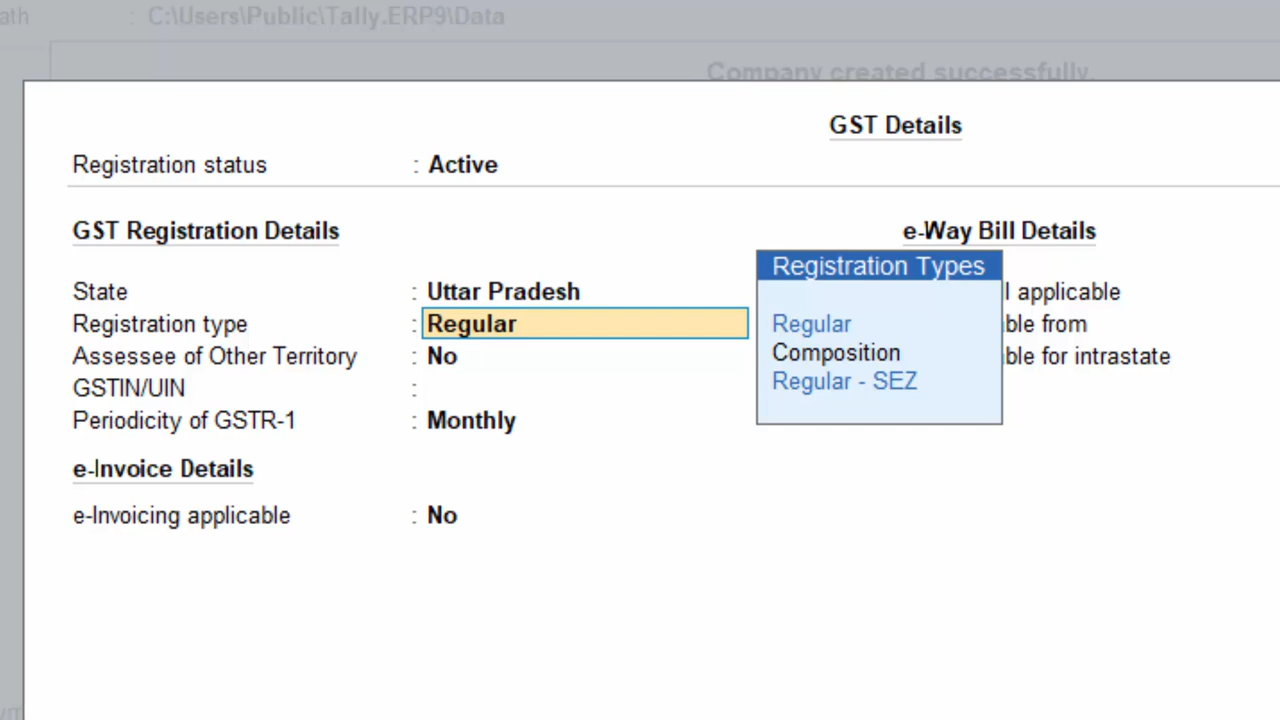 ath : C:\Users\Public\Tally.ERP9\Data
Company created successfully.
GST Details
Registration status : Active
GST Registration Details
e-Way Bill Details
Registration Types
State : Uttar Pradesh
l applicable
Registration type : Regular
Regular
ble from
Composition
Assessee of Other Territory : No
ble for intrastate
Regular - SEZ
GSTIN/UIN :
Periodicity of GSTR-1 : Monthly
e-Invoice Details
e-Invoicing applicable : No